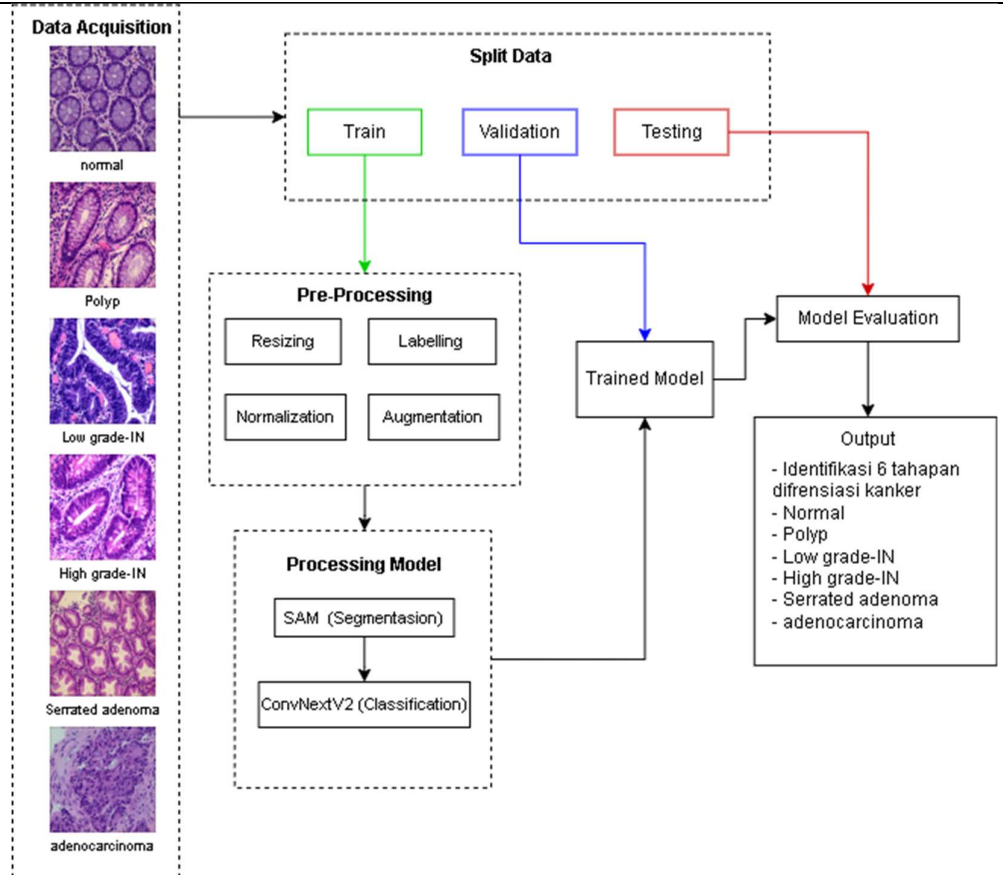 Data Acquisition
normal
Polyp
Low grade-IN
High grade-IN
Serrated adenoma
adenocarcinoma
Split Data
Train
Validation
Testing
Pre-Processing
Resizing
Labelling
Normalization
Augmentation
Processing Model
SAM (Segmentasion)
ConvNextV2 (Classification)
Trained Model
Model Evaluation
Output
- Identifikasi 6 tahapan
difrensiasi kanker
- Normal
- Polyp
- Low grade-IN
- High grade-IN
- Serrated adenoma
- adenocarcinoma